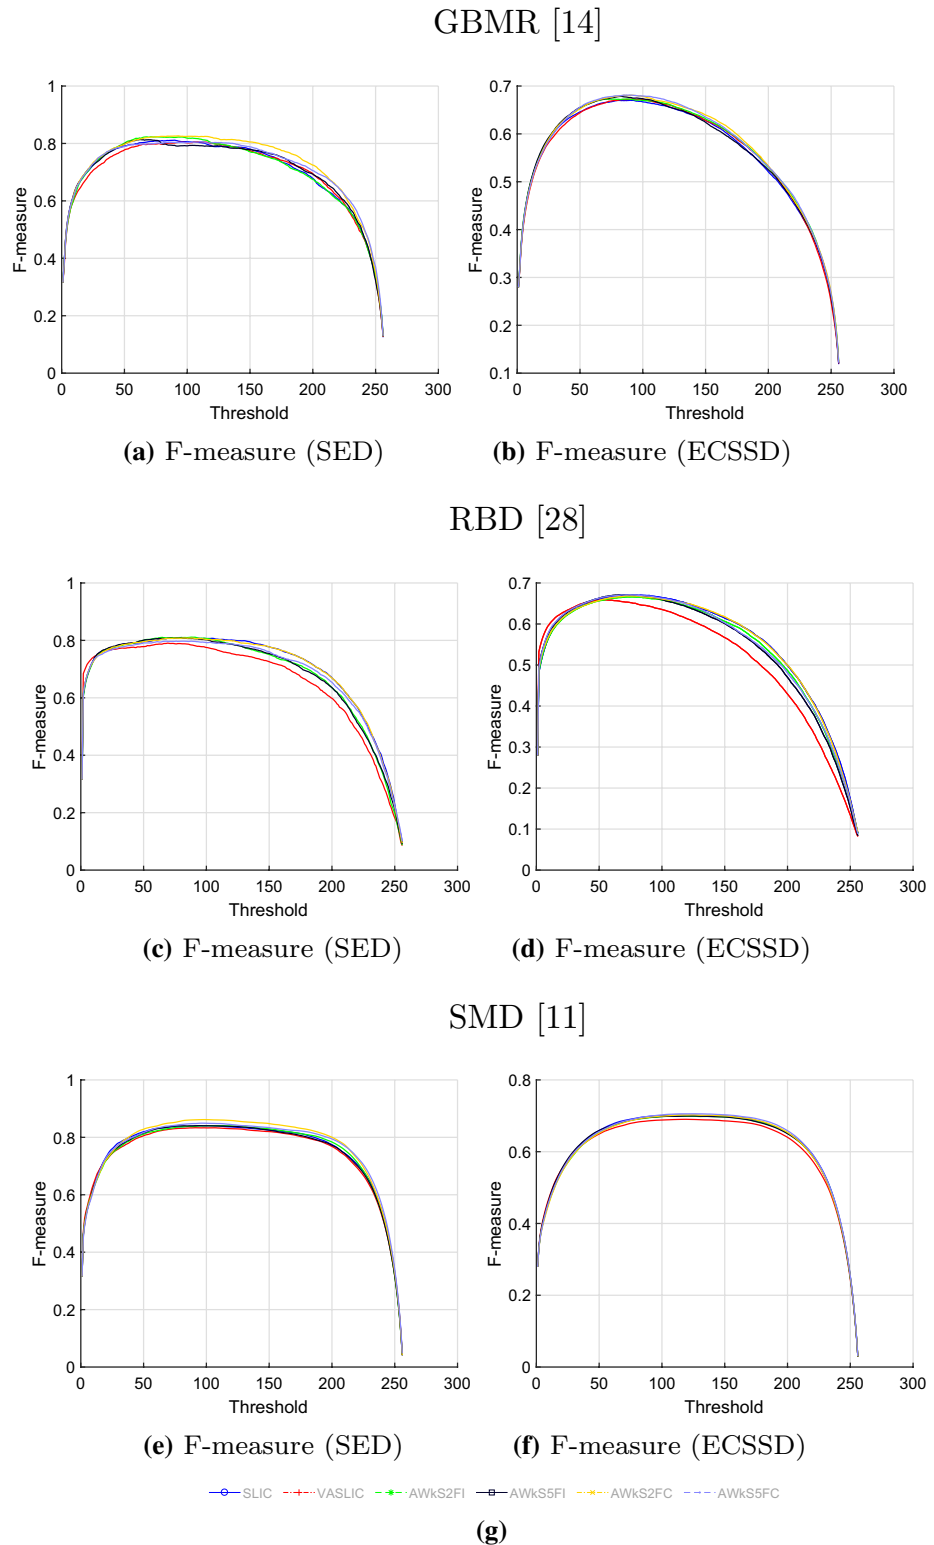 GBMR [14]
1
0.8
0.6
0.4
0.2
0
F-measure
0 50 100 150 200 250 300
Threshold
(a) F-measure (SED)
0.7
0.6
0.5
0.4
0.3
0.2
0.1
F-measure
0 50 100 150 200 250 300
Threshold
(b) F-measure (ECSSD)
RBD [28]
1
0.8
0.6
0.4
0.2
0
F-measure
0 50 100 150 200 250 300
Threshold
(c) F-measure (SED)
0.7
0.6
0.5
0.4
0.3
0.2
0.1
0
F-measure
0 50 100 150 200 250 300
Threshold
(d) F-measure (ECSSD)
SMD [11]
1
0.8
0.6
0.4
0.2
0
F-measure
0 50 100 150 200 250 300
Threshold
(e) F-measure (SED)
0.8
0.6
0.4
0.2
0
F-measure
0 50 100 150 200 250 300
Threshold
(f) F-measure (ECSSD)
SLIC VASLIC AWkS2FI AWkS5FI AWkS2FC AWkS5FC
(g)